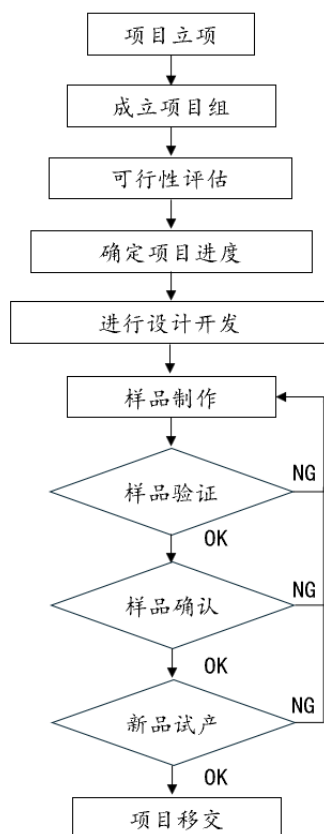 项目立项
成立项目组
可行性评估
确定项目进度
进行设计开发
样品制作
样品验证
NG
OK
样品确认
NG
OK
新品试产
NG
OK
项目移交